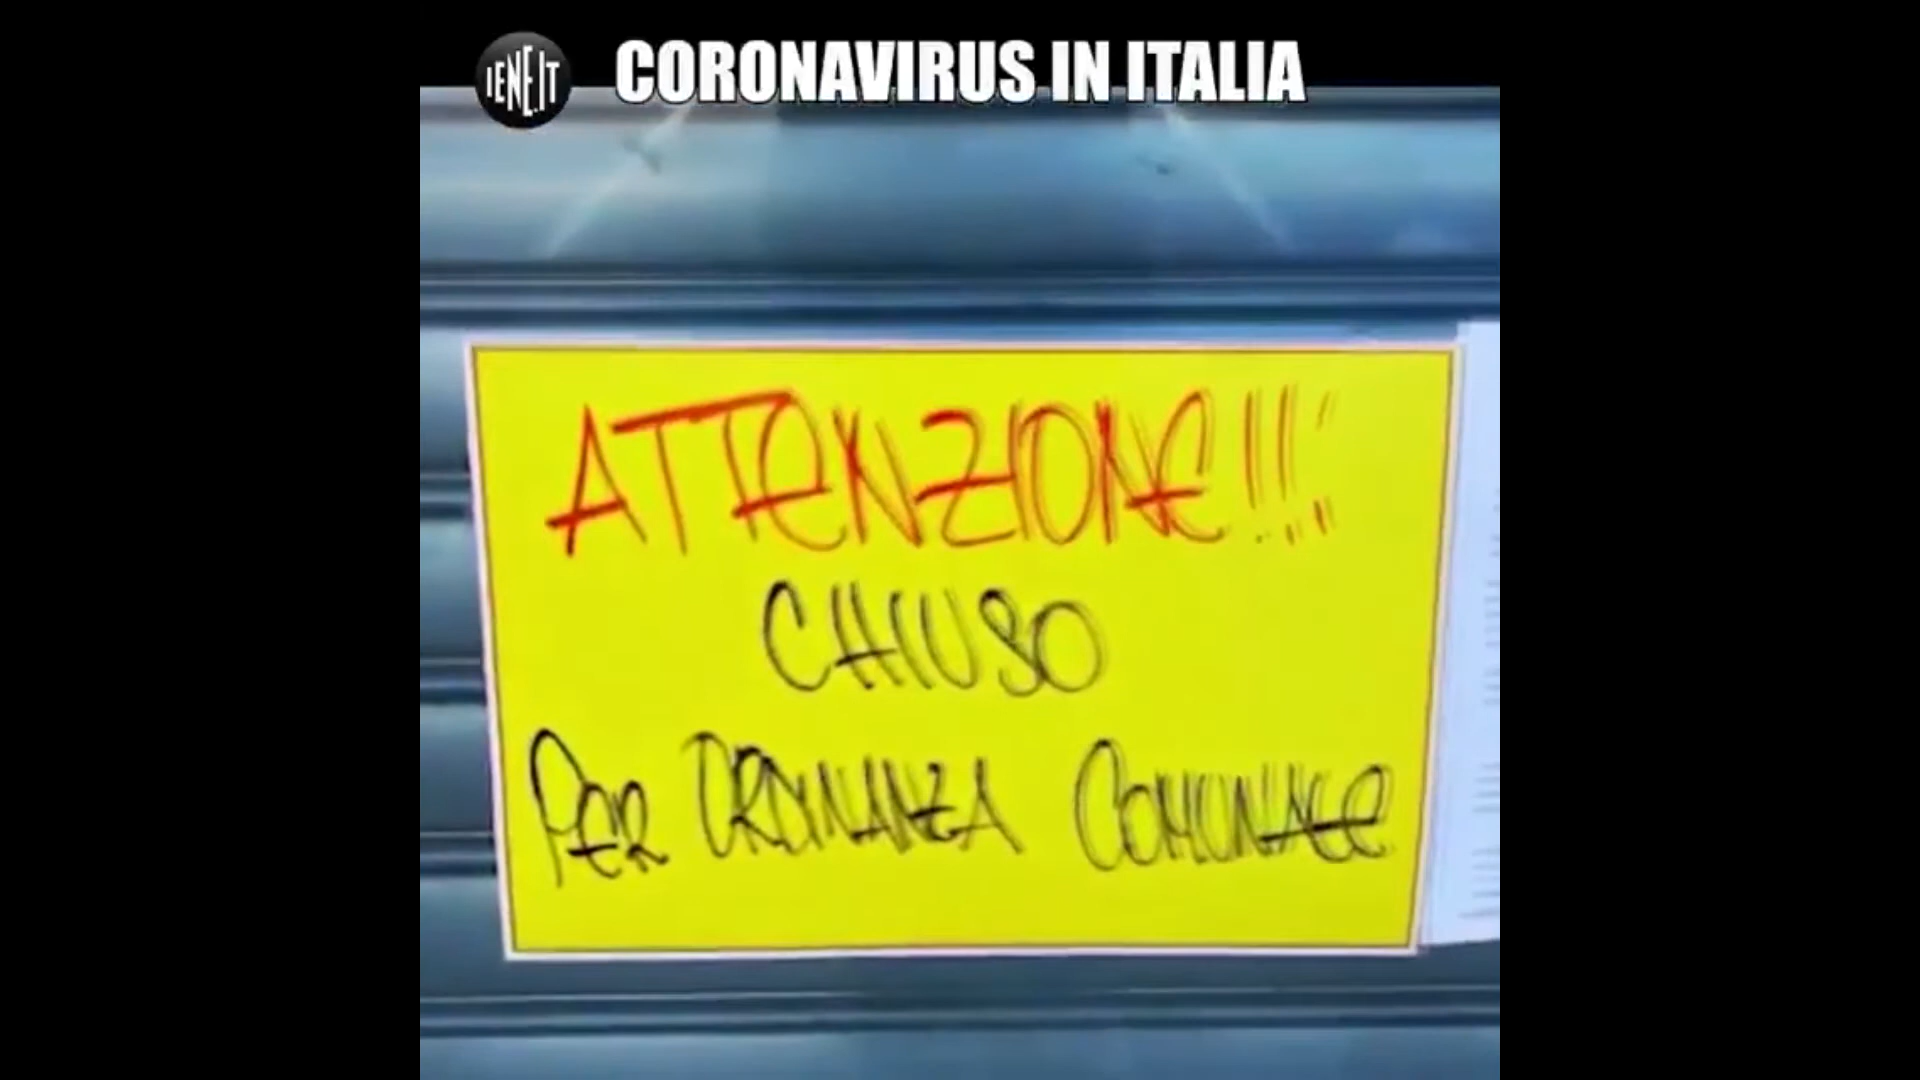 IENE.IT
CORONAVIRUS IN ITALIA
ATTENZIONE!!!
CHIUSO
PER ORDINANZA COMUNALE